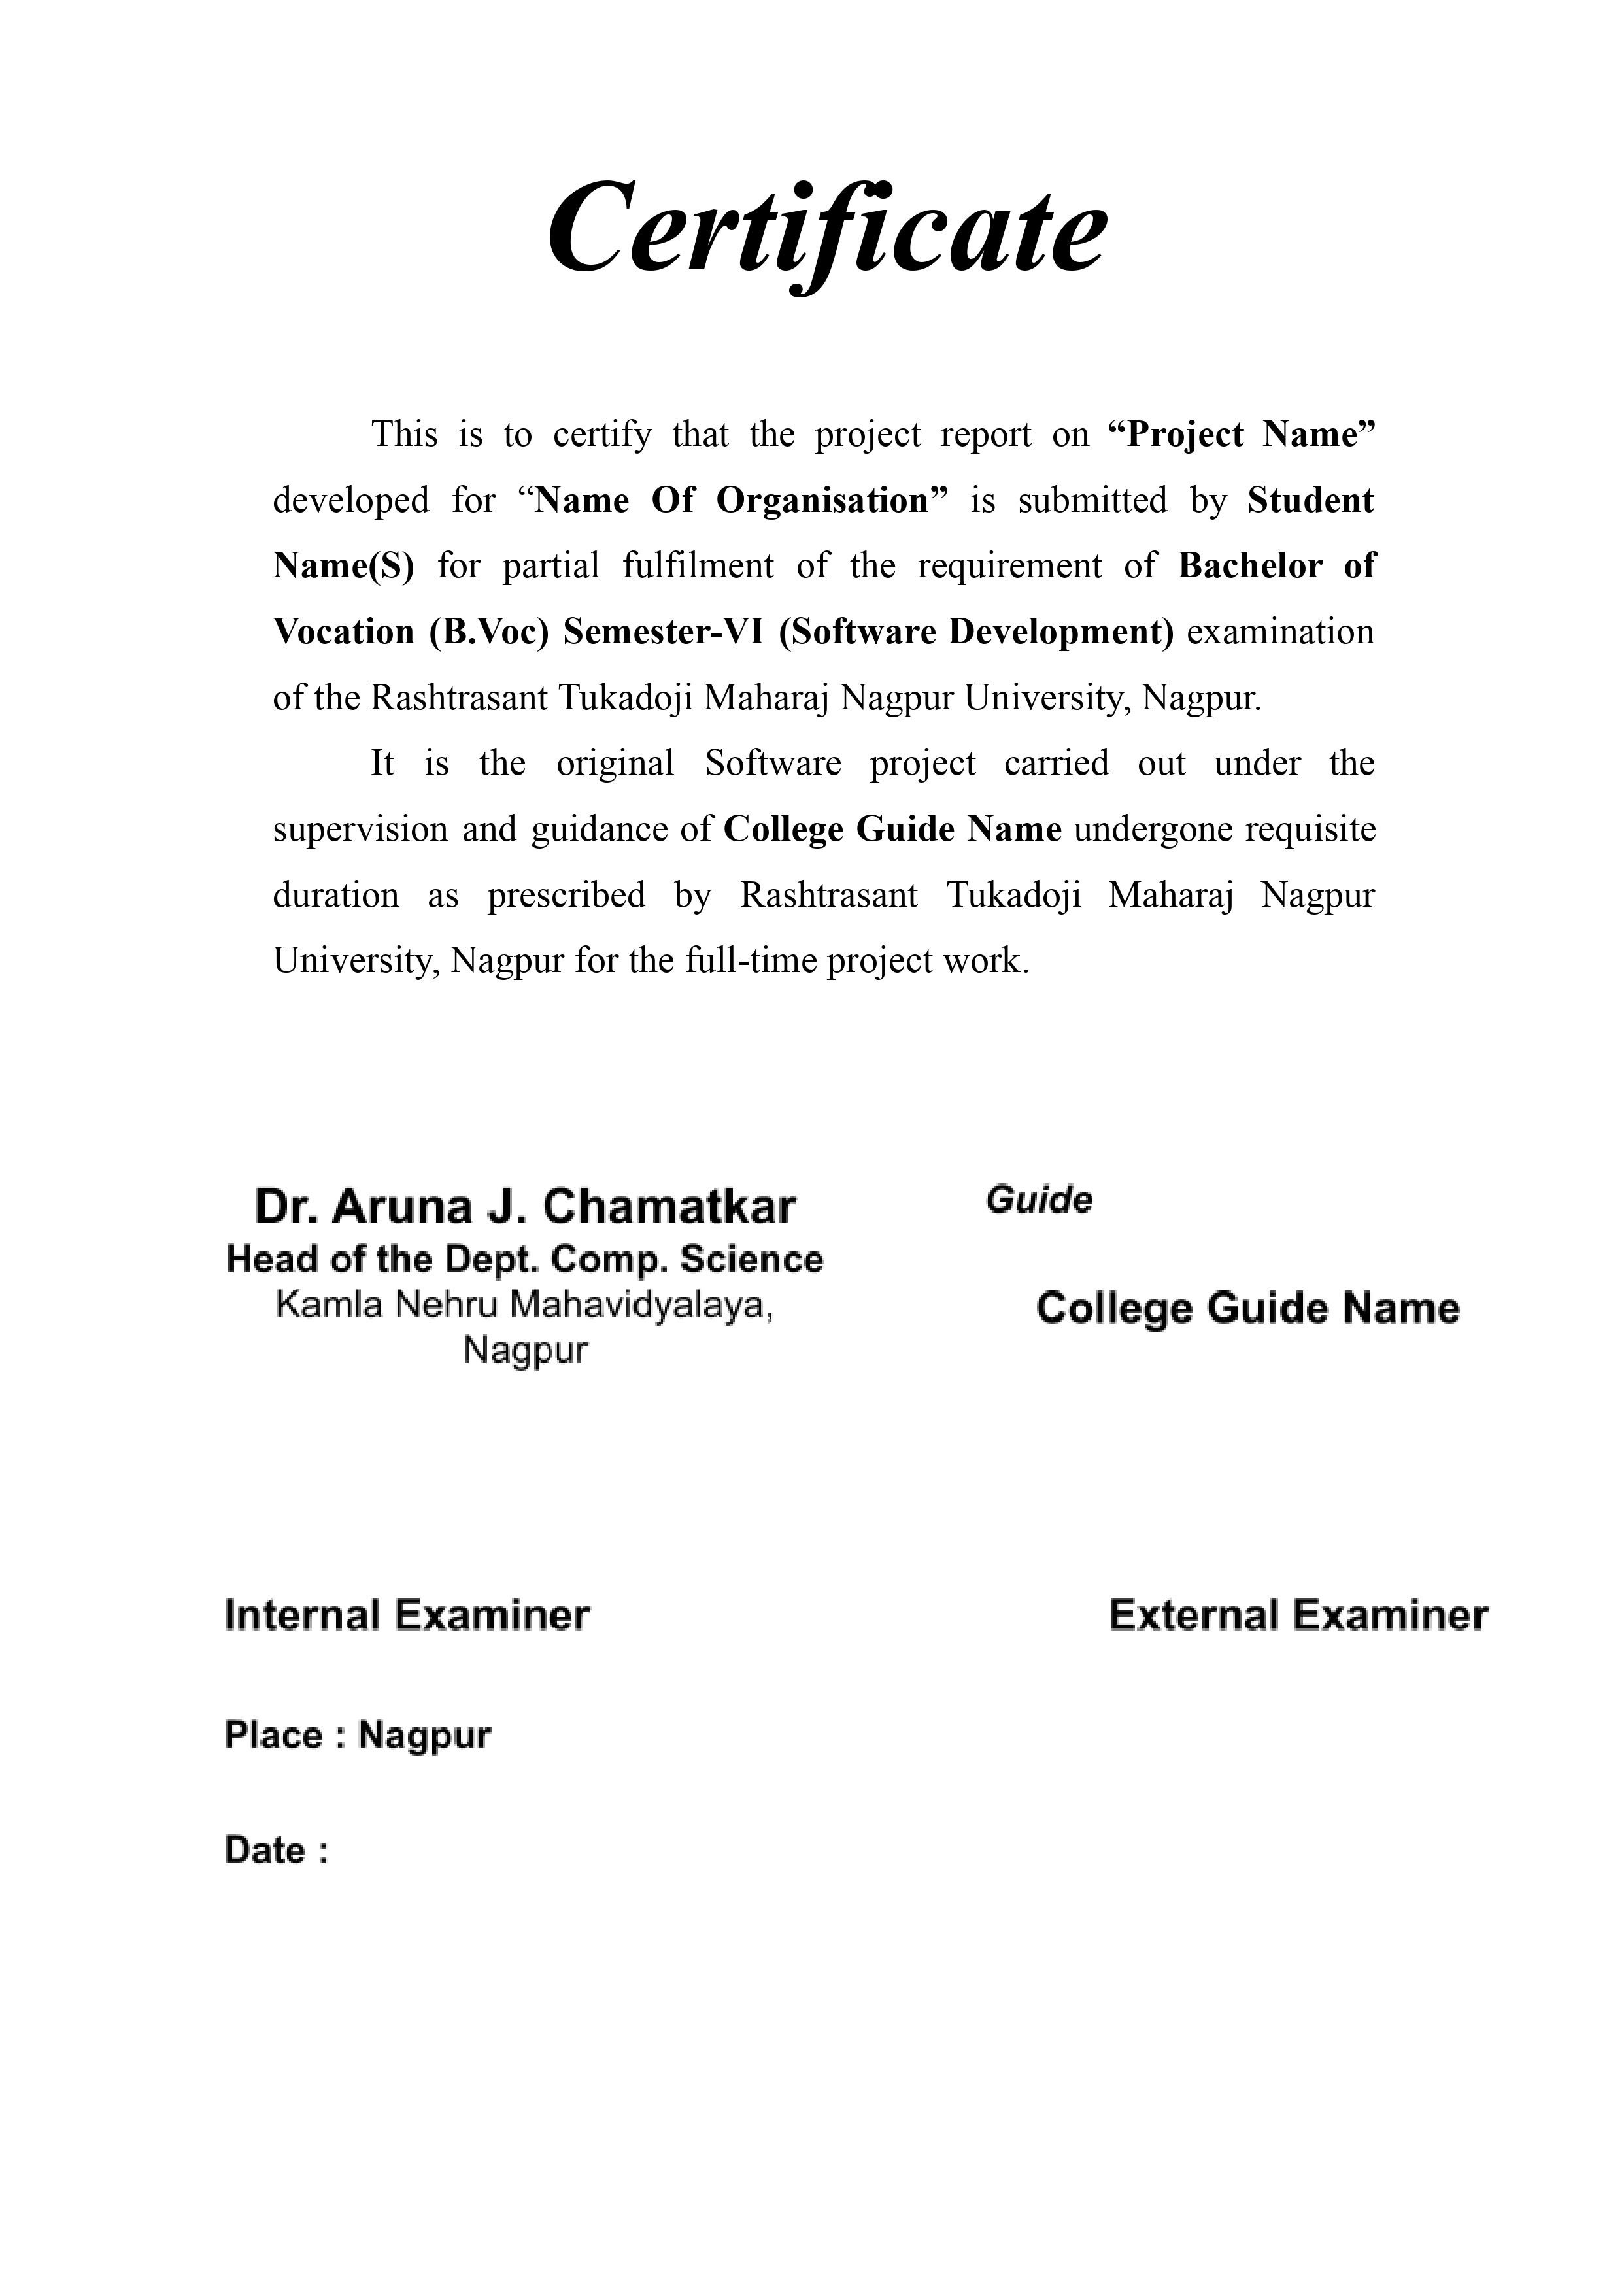 Certificate
This is to certify that the project report on “Project Name”
developed for “Name Of Organisation” is submitted by Student
Name(S) for partial fulfilment of the requirement of Bachelor of
Vocation (B.Voc) Semester-VI (Software Development) examination
of the Rashtrasant Tukadoji Maharaj Nagpur University, Nagpur.
It is the original Software project carried out under the
supervision and guidance of College Guide Name undergone requisite
duration as prescribed by Rashtrasant Tukadoji Maharaj Nagpur
University, Nagpur for the full-time project work.
Dr. Aruna J. Chamatkar
Head of the Dept. Comp. Science
Kamla Nehru Mahavidyalaya,
Nagpur
Guide
College Guide Name
Internal Examiner
External Examiner
Place : Nagpur
Date :